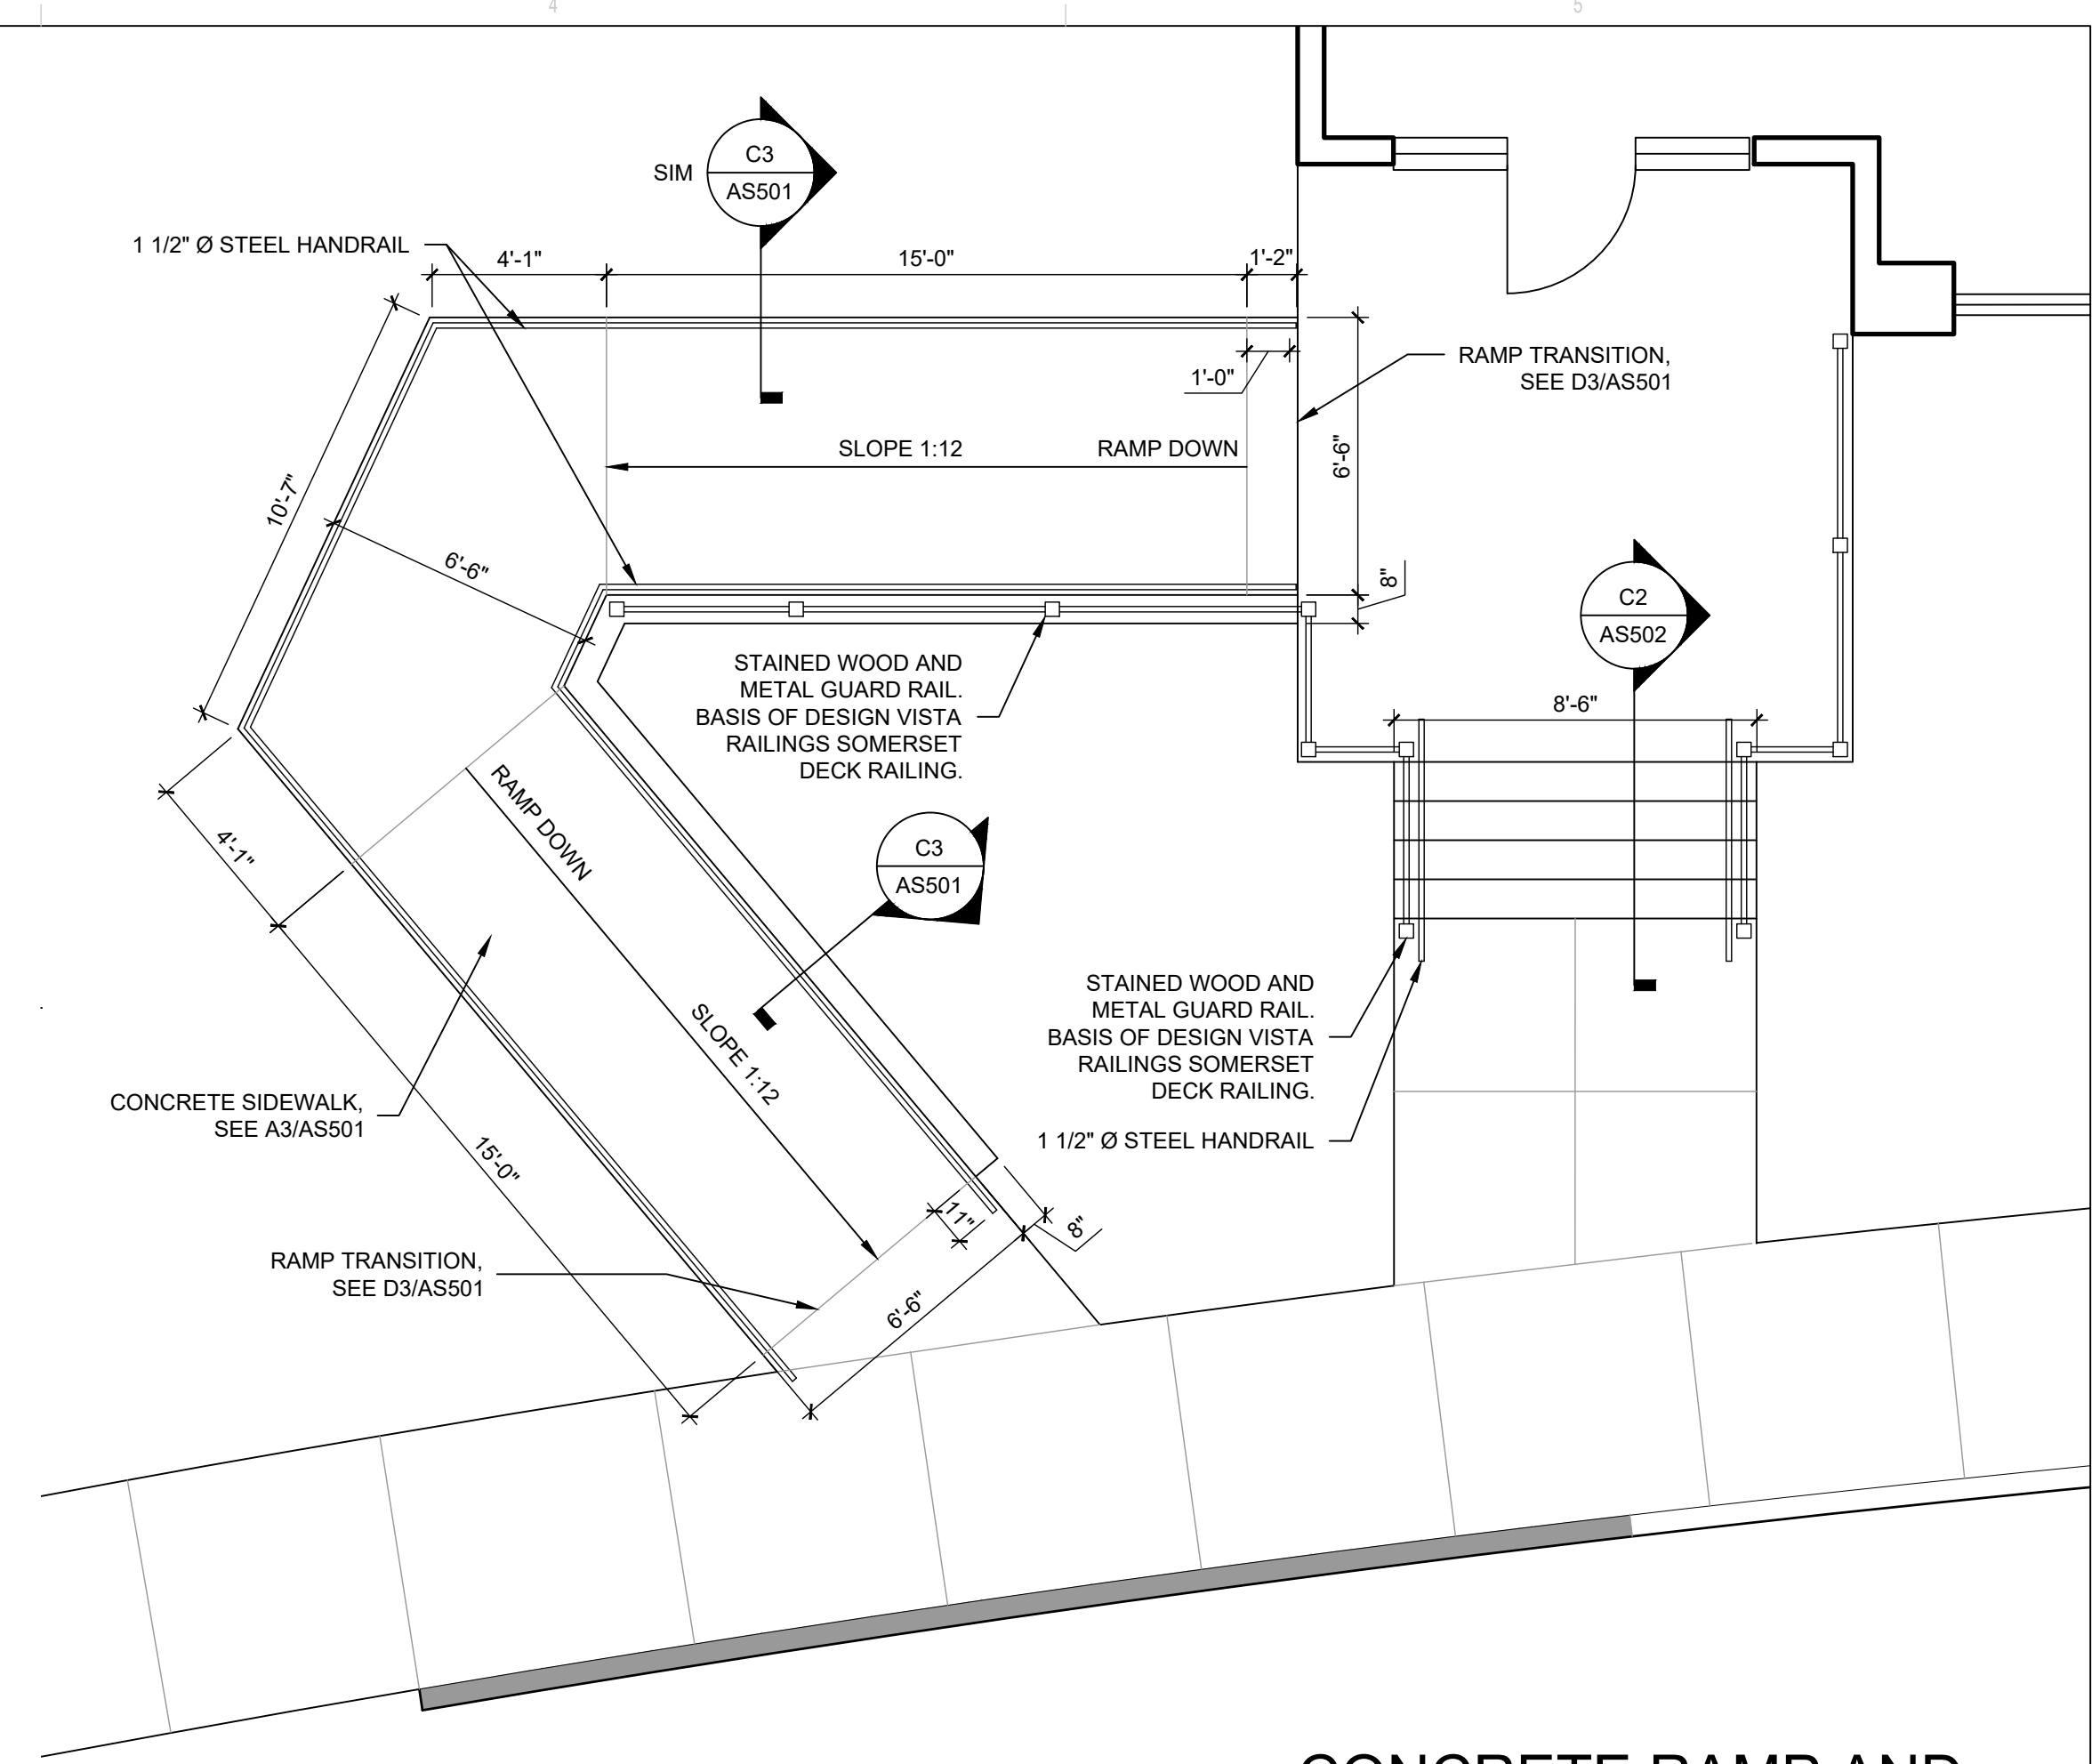 4
5
C3
SIM
AS501
1 1/2" Ø STEEL HANDRAIL
4'-1"
15'-0"
1'-2"
1'-0"
RAMP TRANSITION,
SEE D3/AS501
SLOPE 1:12
RAMP DOWN
6'-6"
10'-7"
6'-6"
8"
C2
AS502
STAINED WOOD AND
METAL GUARD RAIL.
BASIS OF DESIGN VISTA
RAILINGS SOMERSET
DECK RAILING.
8'-6"
RAMP DOWN
4'-1"
C3
AS501
STAINED WOOD AND
METAL GUARD RAIL.
BASIS OF DESIGN VISTA
RAILINGS SOMERSET
DECK RAILING.
SLOPE 1:12
CONCRETE SIDEWALK,
SEE A3/AS501
1 1/2" Ø STEEL HANDRAIL
15'-0"
11"
8"
RAMP TRANSITION,
SEE D3/AS501
6'-6"
CONCRETE RAMP AND